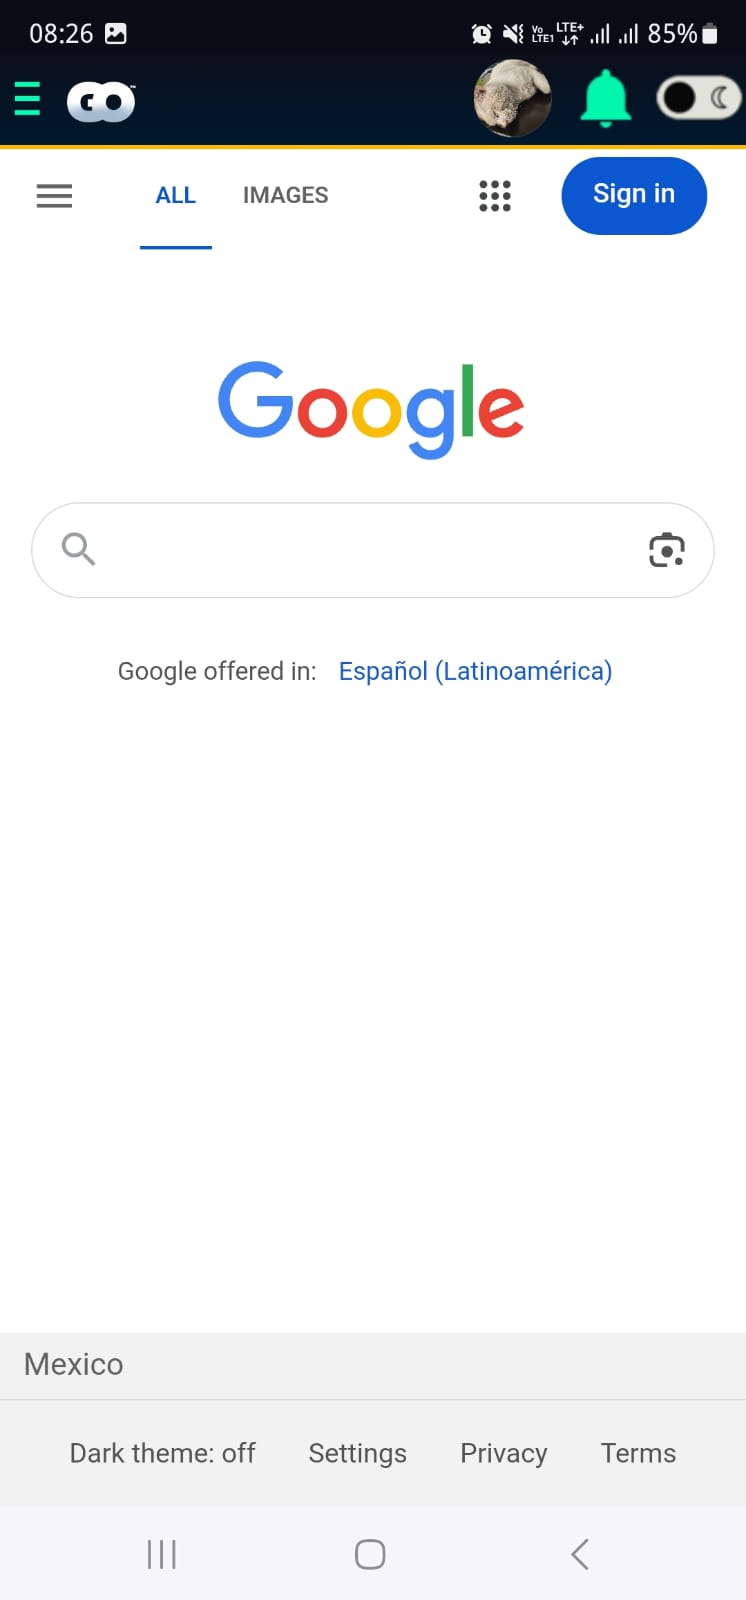 08:26
Vo LTE1 LTE+ 85%
GO
ALL IMAGES Sign in
Google
Google offered in: Español (Latinoamérica)
Mexico
Dark theme: off Settings Privacy Terms